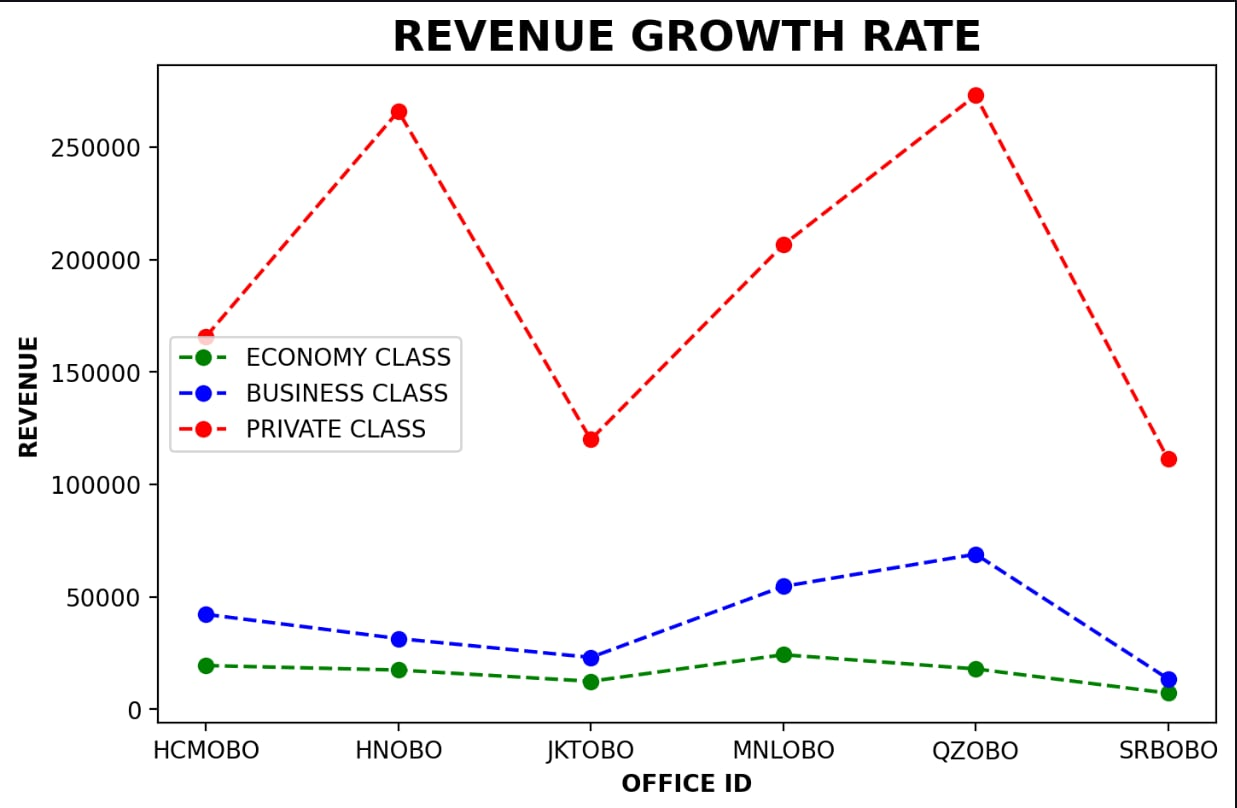 REVENUE GROWTH RATE
250000
200000
150000
100000
50000
0
REVENUE
ECONOMY CLASS
BUSINESS CLASS
PRIVATE CLASS
HCMOBO HNOBO JKTOBO MNLOBO QZOBO SRBOBO
OFFICE ID